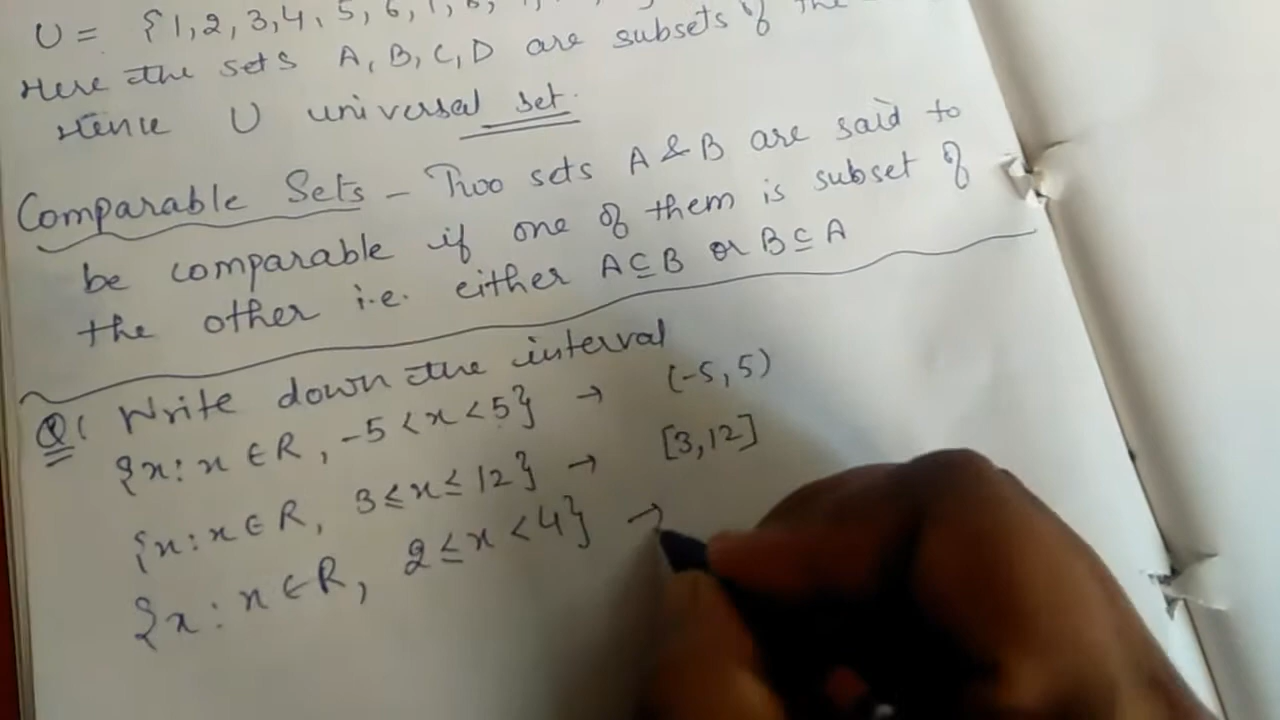 U = {1, 2, 3, 4, 5, 6,
Here the sets A, B, C, D are subsets of the
Hence U universal set.
Comparable Sets - Two sets A & B are said to
be comparable if one of them is subset of
the other i.e. either A ⊆ B or B ⊆ A
Q1 Write down the interval
{x : x ∈ R, -5 < x < 5} → (-5, 5)
{x : x ∈ R, 3 ≤ x ≤ 12} → [3, 12]
{x : x ∈ R, 2 ≤ x < 4} →